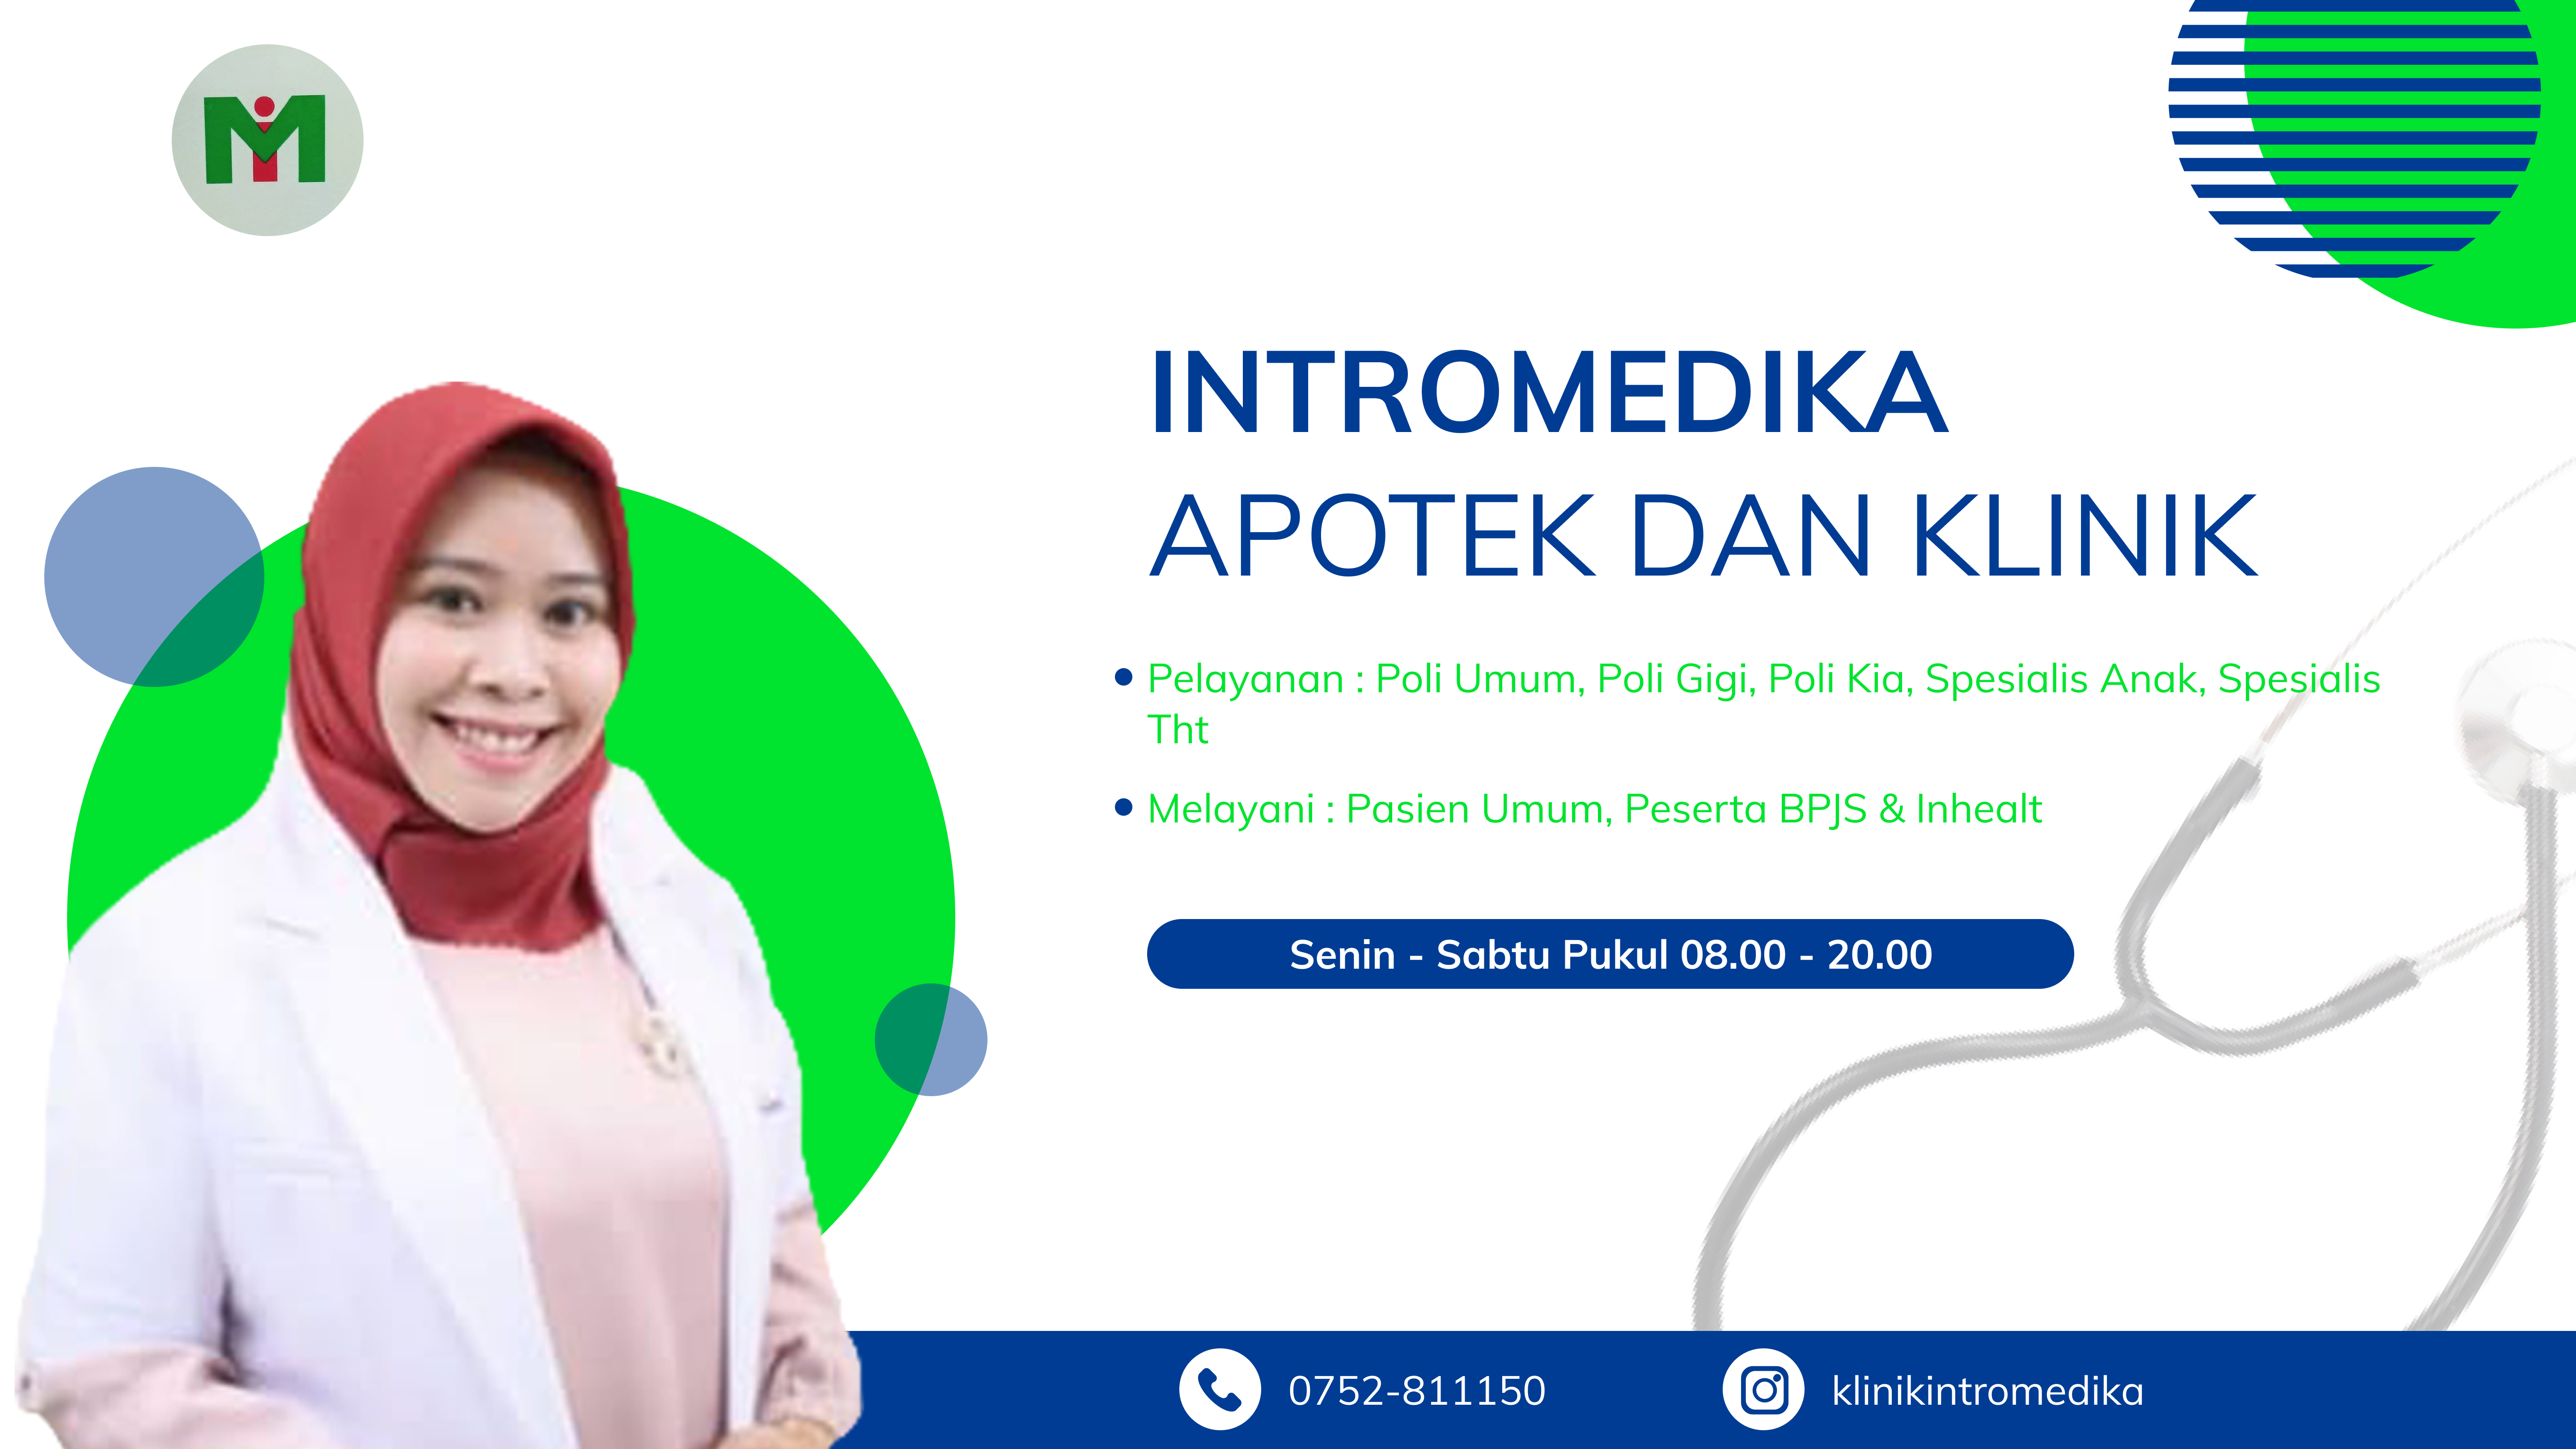 MI
INTROMEDIKA
APOTEK DAN KLINIK
Pelayanan : Poli Umum, Poli Gigi, Poli Kia, Spesialis Anak, Spesialis
Tht
Melayani : Pasien Umum, Peserta BPJS & Inhealt
Senin - Sabtu Pukul 08.00 - 20.00
0752-811150
klinikintromedika